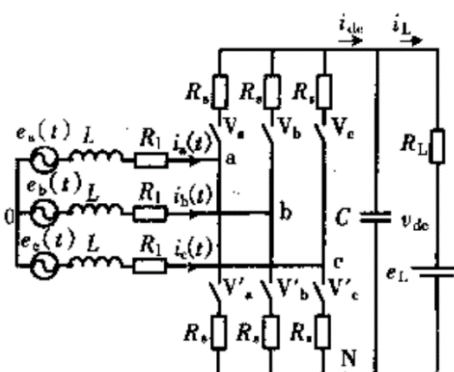 i_dc i_L
R_s R_s R_s
e_a(t) L R_1 i_a(t) V_a V_b V_c
a R_L
e_b(t) L R_1 i_b(t)
0 b C v_dc
e_c(t) L R_1 i_c(t)
c e_L
V'_a V'_b V'_c
R_s R_s R_s
N